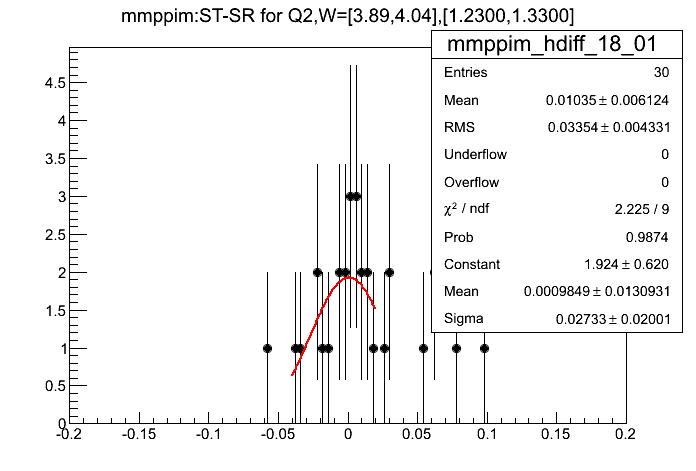 mmppim:ST-SR for Q2,W=[3.89,4.04],[1.2300,1.3300]
mmppim_hdiff_18_01
Entries 30
Mean 0.01035 ± 0.006124
RMS 0.03354 ± 0.004331
Underflow 0
Overflow 0
χ² / ndf 2.225 / 9
Prob 0.9874
Constant 1.924 ± 0.620
Mean 0.0009849 ± 0.0130931
Sigma 0.02733 ± 0.02001
4.5
4
3.5
3
2.5
2
1.5
1
0.5
0
-0.2 -0.15 -0.1 -0.05 0 0.05 0.1 0.15 0.2